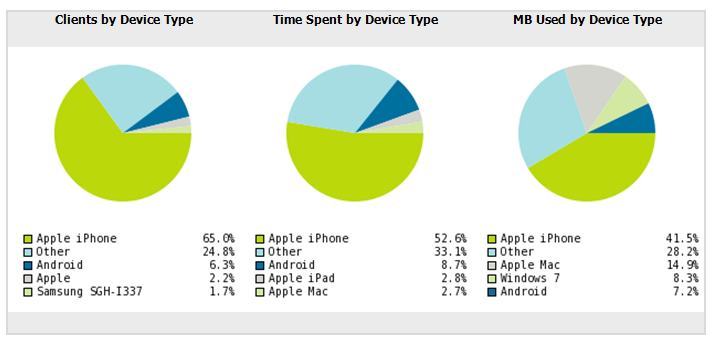 Clients by Device Type
Apple iPhone 65.0%
Other 24.8%
Android 6.3%
Apple 2.2%
Samsung SGH-I337 1.7%
Time Spent by Device Type
Apple iPhone 52.6%
Other 33.1%
Android 8.7%
Apple iPad 2.8%
Apple Mac 2.7%
MB Used by Device Type
Apple iPhone 41.5%
Other 28.2%
Apple Mac 14.9%
Windows 7 8.3%
Android 7.2%